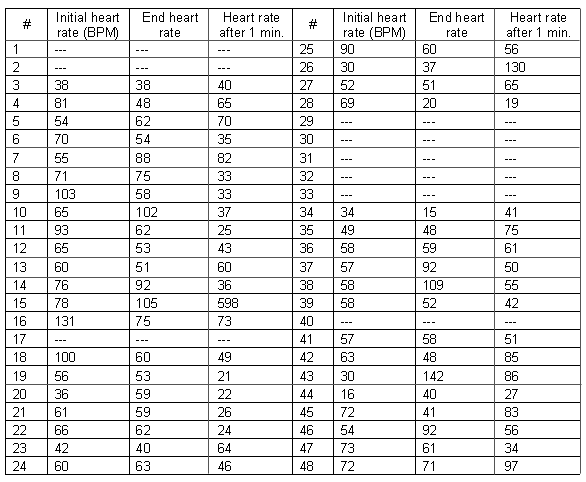 # Initial heart rate (BPM) End heart rate Heart rate after 1 min. # Initial heart rate (BPM) End heart rate Heart rate after 1 min.
1 --- --- --- 25 90 60 56
2 --- --- --- 26 30 37 130
3 38 38 40 27 52 51 65
4 81 48 65 28 69 20 19
5 54 62 70 29 --- --- ---
6 70 54 35 30 --- --- ---
7 55 88 82 31 --- --- ---
8 71 75 33 32 --- --- ---
9 103 58 33 33 --- --- ---
10 65 102 37 34 34 15 41
11 93 62 25 35 49 48 75
12 65 53 43 36 58 59 61
13 60 51 60 37 57 92 50
14 76 92 36 38 58 109 55
15 78 105 598 39 58 52 42
16 131 75 73 40 --- --- ---
17 --- --- --- 41 57 58 51
18 100 60 49 42 63 48 85
19 56 53 21 43 30 142 86
20 36 59 22 44 16 40 27
21 61 59 26 45 72 41 83
22 66 62 24 46 54 92 56
23 42 40 64 47 73 61 34
24 60 63 46 48 72 71 97